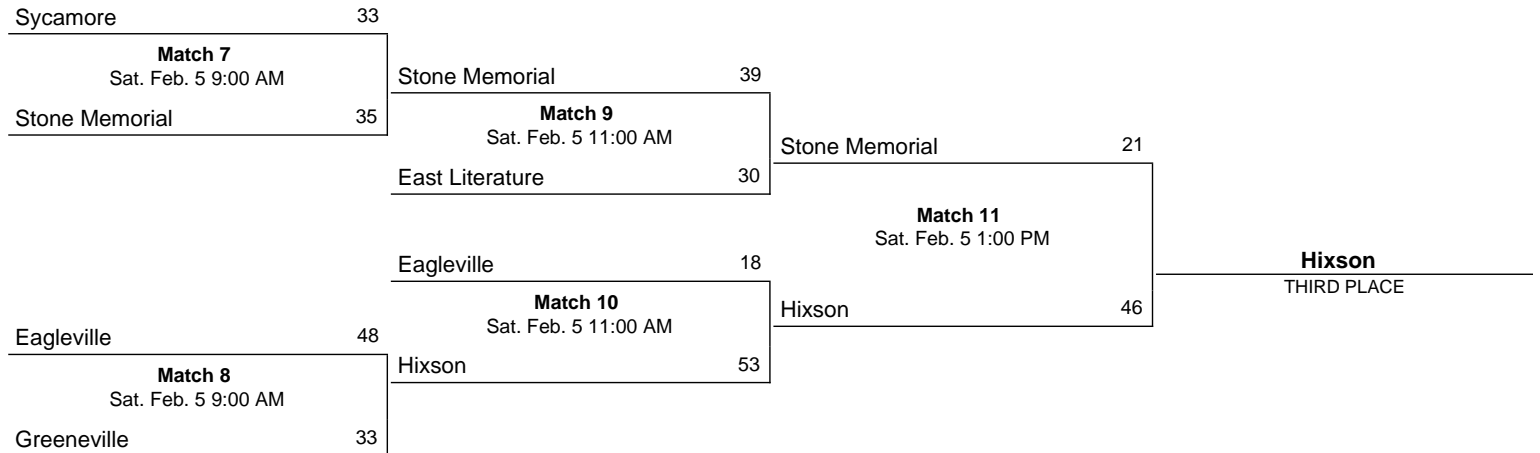 Sycamore 33
Match 7
Sat. Feb. 5 9:00 AM
Stone Memorial 35
Stone Memorial 39
Match 9
Sat. Feb. 5 11:00 AM
East Literature 30
Stone Memorial 21
Match 11
Sat. Feb. 5 1:00 PM
Hixson 46
Hixson
THIRD PLACE
Eagleville 18
Match 10
Sat. Feb. 5 11:00 AM
Hixson 53
Eagleville 48
Match 8
Sat. Feb. 5 9:00 AM
Greeneville 33